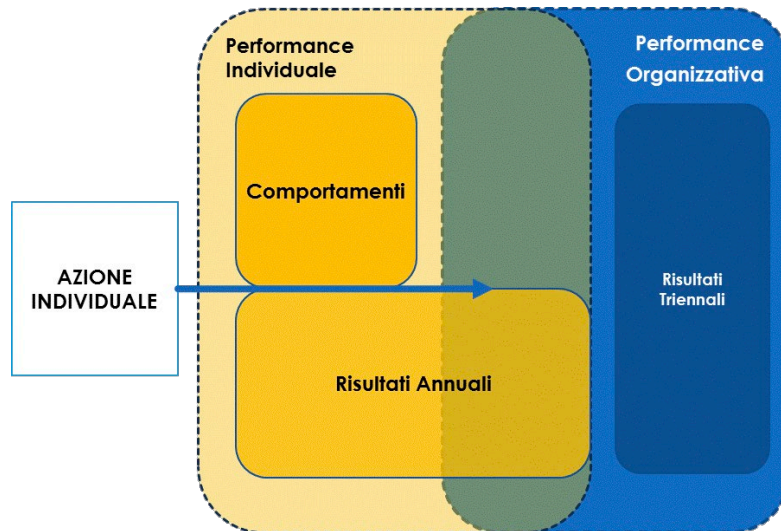 Performance
Individuale
Performance
Organizzativa
Comportamenti
AZIONE
INDIVIDUALE
Risultati
Triennali
Risultati Annuali